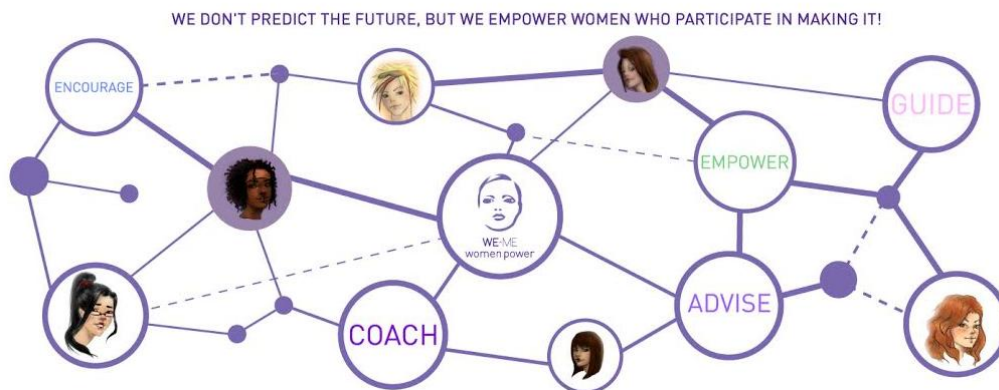 WE DON'T PREDICT THE FUTURE, BUT WE EMPOWER WOMEN WHO PARTICIPATE IN MAKING IT!
ENCOURAGE
GUIDE
EMPOWER
WE-ME
women power
ADVISE
COACH